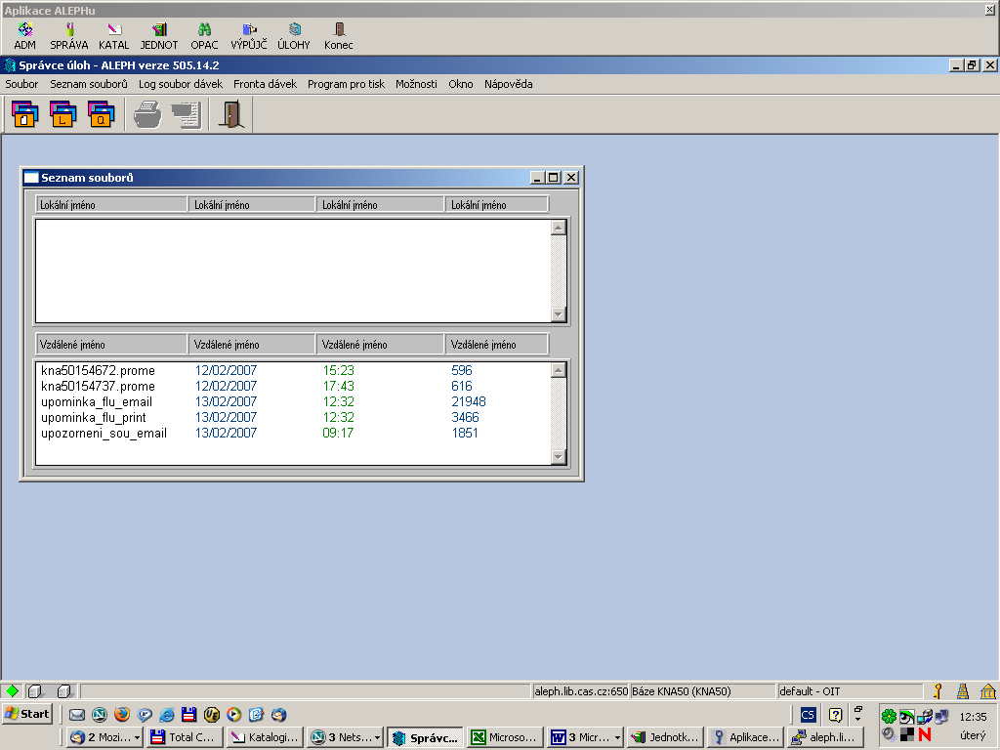 Aplikace ALEPHu
ADM SPRÁVA KATAL JEDNOT OPAC VÝPŮJČ ÚLOHY Konec
Správce úloh - ALEPH verze 505.14.2
Soubor Seznam souborů Log soubor dávek Fronta dávek Program pro tisk Možnosti Okno Nápověda
L Q
Seznam souborů
Lokální jméno Lokální jméno Lokální jméno Lokální jméno
Vzdálené jméno Vzdálené jméno Vzdálené jméno Vzdálené jméno
kna50154672.prome 12/02/2007 15:23 596
kna50154737.prome 12/02/2007 17:43 616
upominka_flu_email 13/02/2007 12:32 21948
upominka_flu_print 13/02/2007 12:32 3466
upozorneni_sou_email 13/02/2007 09:17 1851
aleph.lib.cas.cz:650 Báze KNA50 (KNA50) default - OIT
Start CS 12:35
2 Mozi... Total C... Katalogi... 3 Nets... Správc... Microso... 3 Micr... Jednotk... Aplikace... aleph.li... N úterý